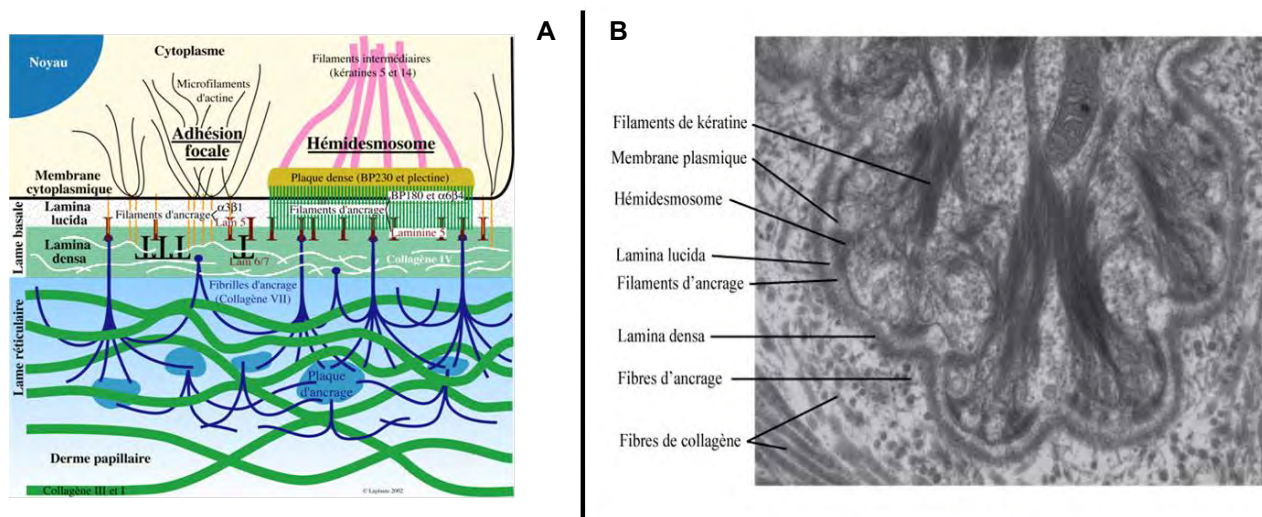 A
B
Noyau
Cytoplasme
Microfilaments
d'actine
Adhésion
focale
Filaments intermédiaires
(kératines 5 et 14)
Hémidesmosome
Plaque dense (BP230 et plectine)
Membrane
cytoplasmique
Lame basale
Lamina
lucida
Filaments d'ancrage
α3β1
Lam 5
Filaments d'ancrage
BP180 et α6β4
Laminine 5
Lamina
densa
Lam 6/7
Collagène IV
Lame réticulaire
Fibrilles d'ancrage
(Collagène VII)
Plaque
d'ancrage
Derme papillaire
Collagène III et I
© Laplante 2002
Filaments de kératine
Membrane plasmique
Hémidesmosome
Lamina lucida
Filaments d'ancrage
Lamina densa
Fibres d'ancrage
Fibres de collagène